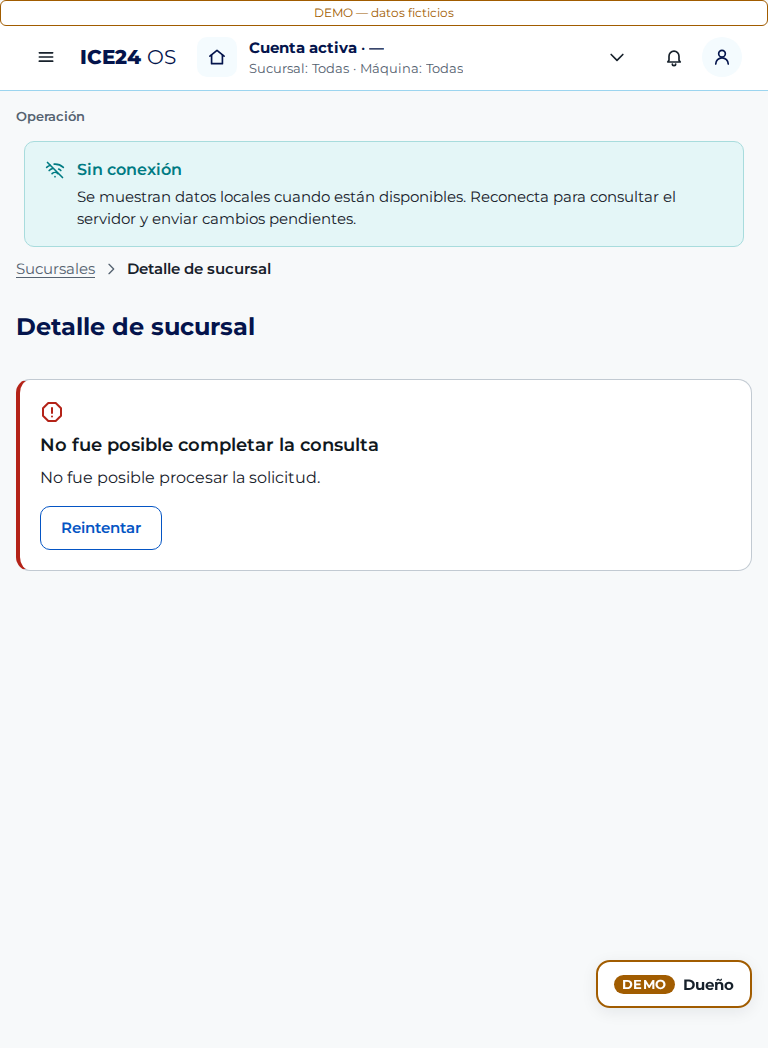 DEMO — datos ficticios
ICE24 OS
Cuenta activa · —
Sucursal: Todas · Máquina: Todas
Operación
Sin conexión
Se muestran datos locales cuando están disponibles. Reconecta para consultar el
servidor y enviar cambios pendientes.
Sucursales > Detalle de sucursal
Detalle de sucursal
No fue posible completar la consulta
No fue posible procesar la solicitud.
Reintentar
DEMO Dueño